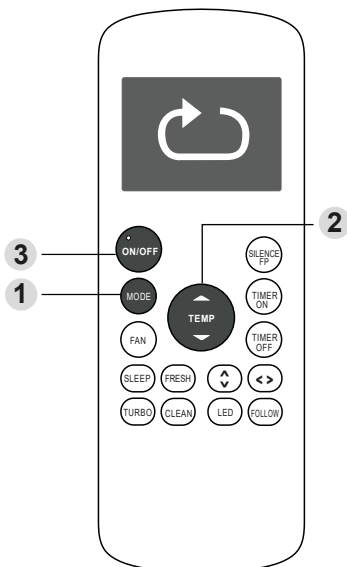 2
ON/OFF
3
SILENCE
FP
1
MODE
TEMP
TIMER
ON
FAN
TIMER
OFF
SLEEP
FRESH
TURBO
CLEAN
LED
FOLLOW